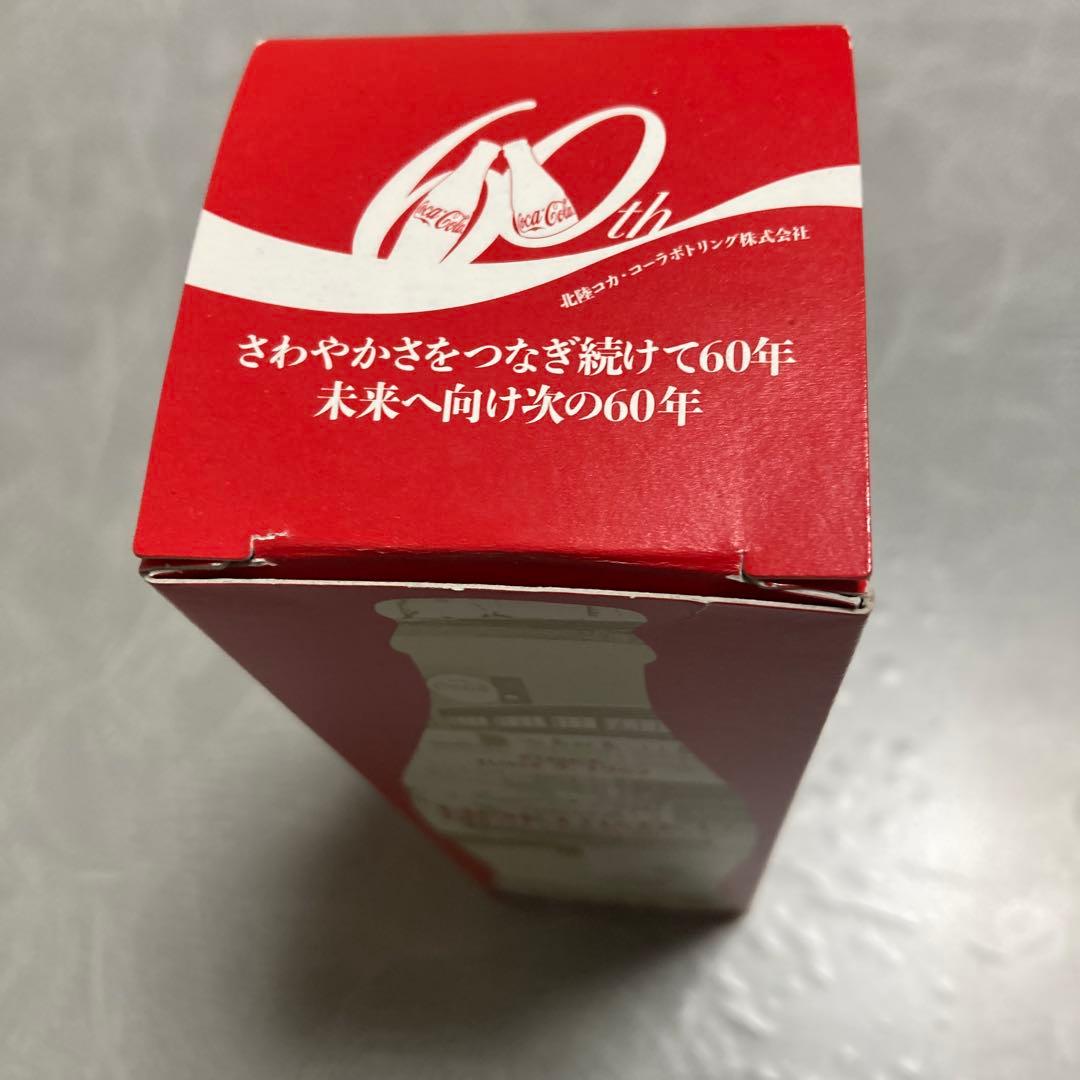 60th
Coca-Cola
Coca-Cola
北陸コカ・コーラボトリング株式会社
さわやかさをつなぎ続けて60年
未来へ向け次の60年